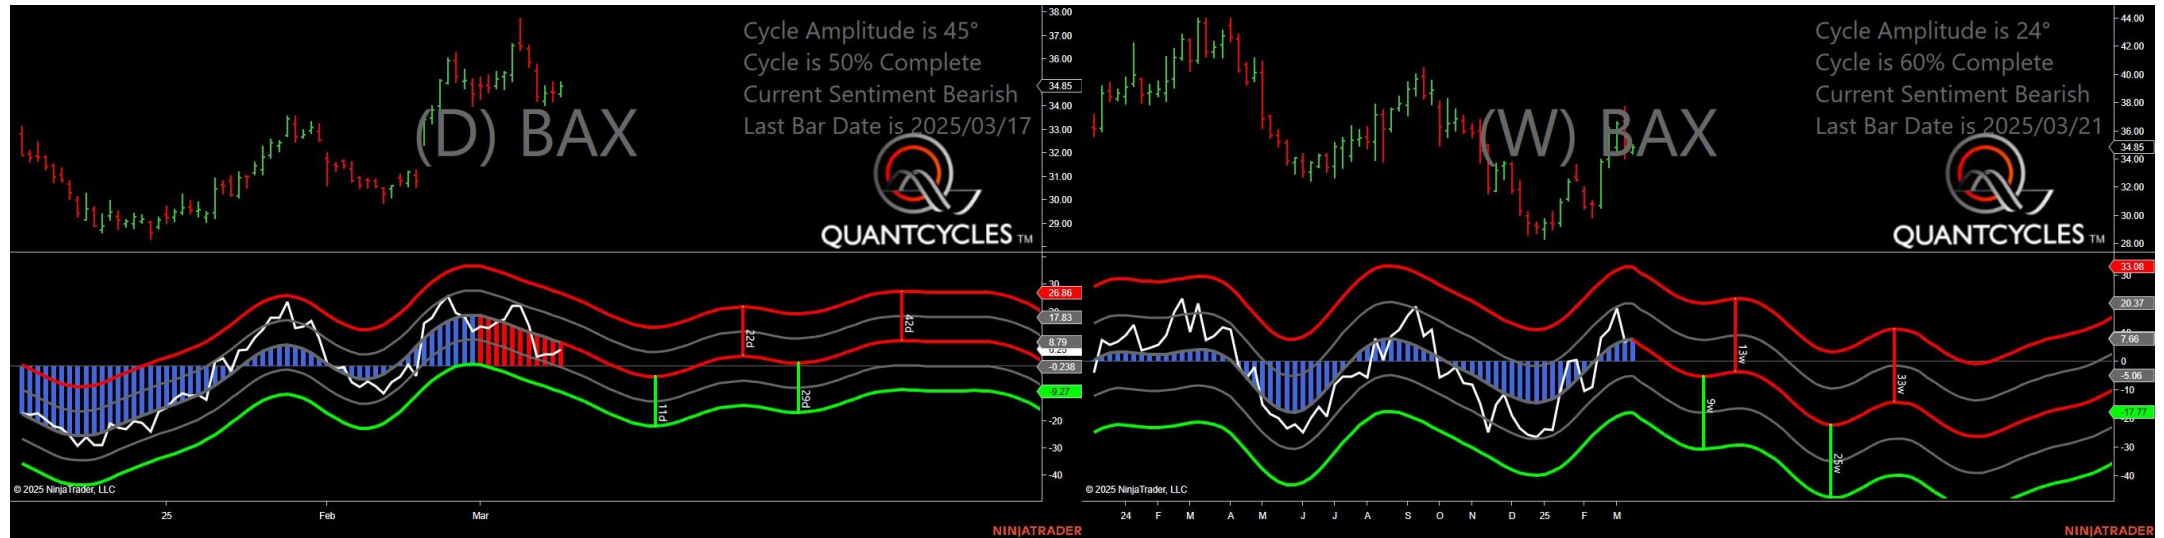 Cycle Amplitude is 45°
Cycle is 50% Complete
Current Sentiment Bearish
Last Bar Date is 2025/03/17
(D) BAX
QUANTCYCLES TM
38.00
37.00
36.00
34.85
34.00
33.00
32.00
31.00
30.00
29.00
30
26.86
17.83
8.79
-0.238
-9.27
-20
-30
-40
11d
22d
29d
42d
© 2025 NinjaTrader, LLC
25 Feb Mar
NINJATRADER
Cycle Amplitude is 24°
Cycle is 60% Complete
Current Sentiment Bearish
Last Bar Date is 2025/03/21
(W) BAX
QUANTCYCLES TM
44.00
42.00
40.00
38.00
36.00
34.85
34.00
32.00
30.00
28.00
33.08
30
20.37
7.66
0
-5.06
-10
-17.77
-30
-40
9w
13w
25w
33w
© 2025 NinjaTrader, LLC
24 F M A M J J A S O N D 25 F M
NINJATRADER